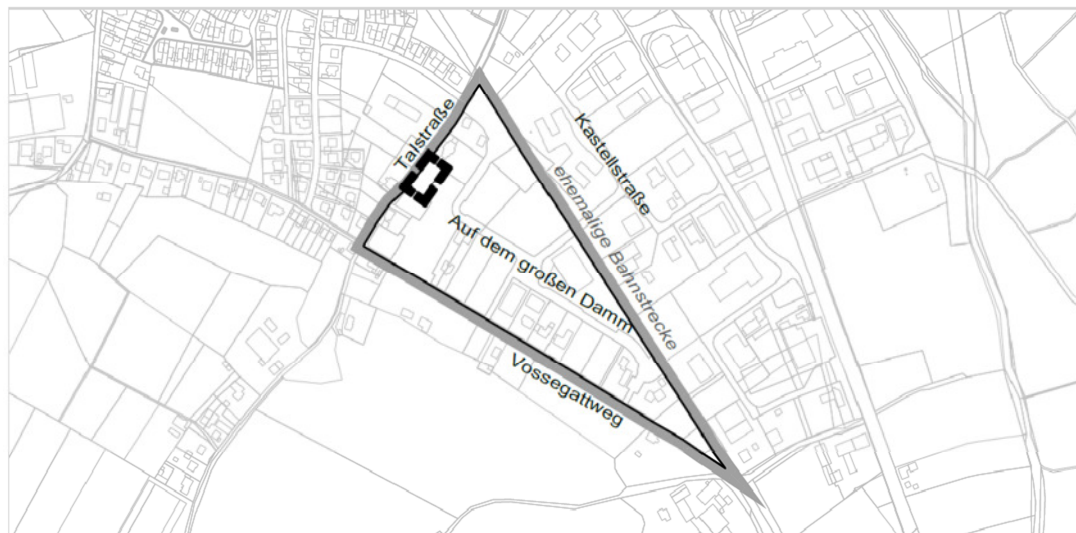 Talstraße
Kastellstraße
ehemalige Bahnstrecke
Auf dem großen Damm
Vossegattweg